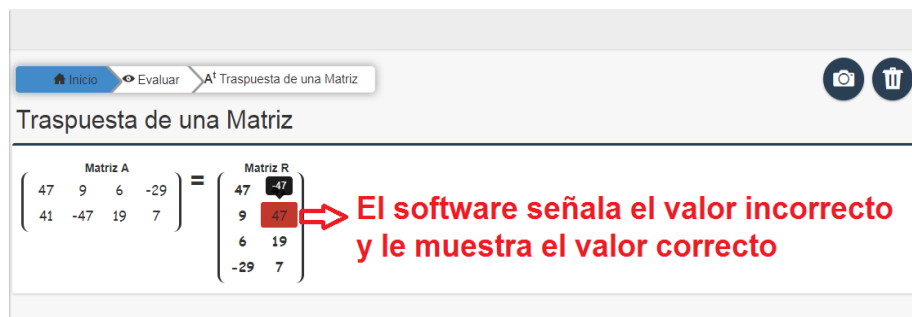 Inicio Evaluar At Traspuesta de una Matriz
Traspuesta de una Matriz
Matriz A Matriz R
47 9 6 -29 = 47 -47
41 -47 19 7 9 47
6 19
-29 7
El software señala el valor incorrecto
y le muestra el valor correcto